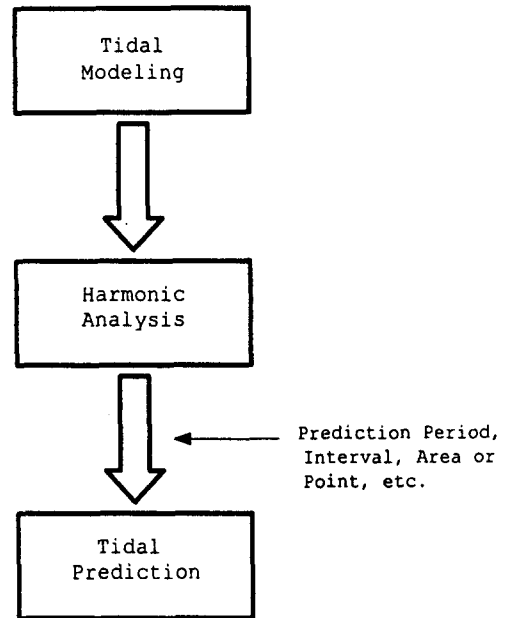 Tidal
Modeling
Harmonic
Analysis
Prediction Period,
Interval, Area or
Point, etc.
Tidal
Prediction